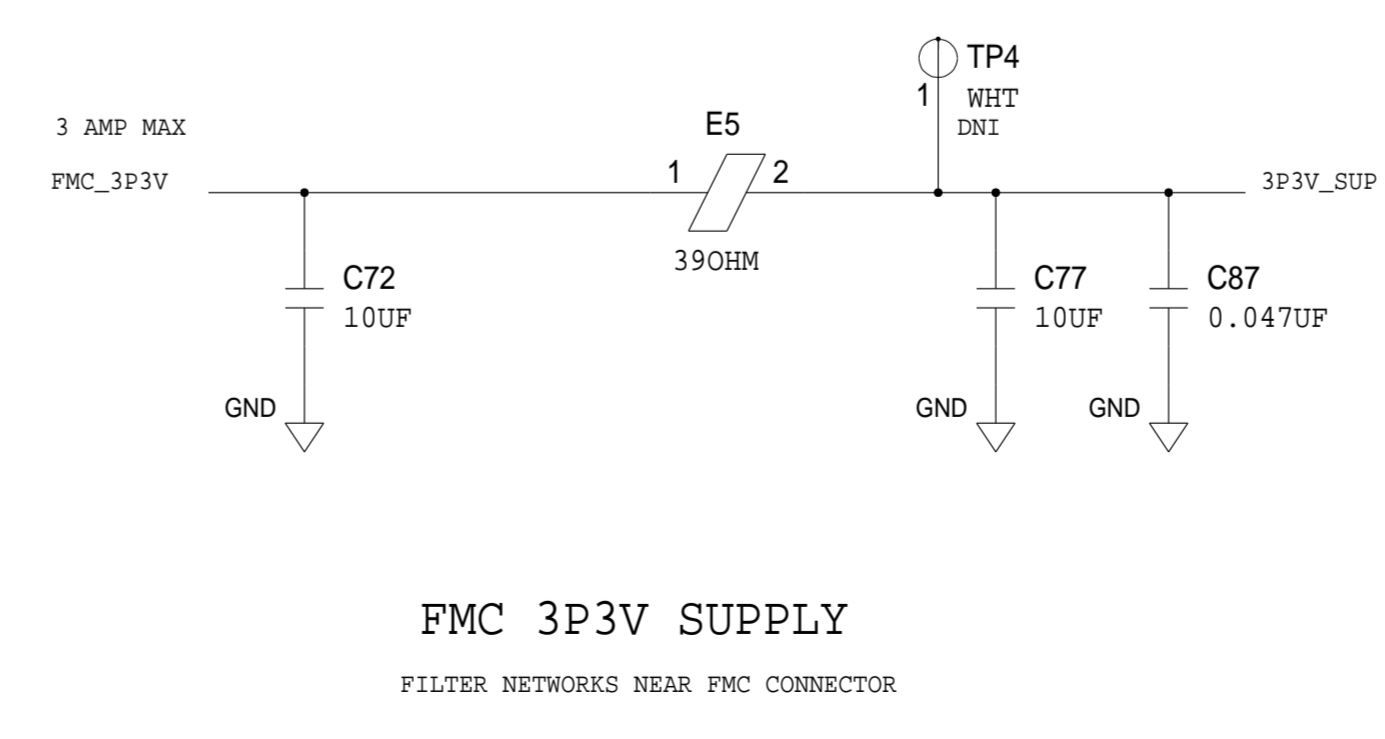 TP4
1 WHT
DNI
3 AMP MAX
FMC_3P3V
E5
1 2
39OHM
3P3V_SUP
C72
10UF
GND
C77
10UF
GND
C87
0.047UF
GND
FMC 3P3V SUPPLY
FILTER NETWORKS NEAR FMC CONNECTOR